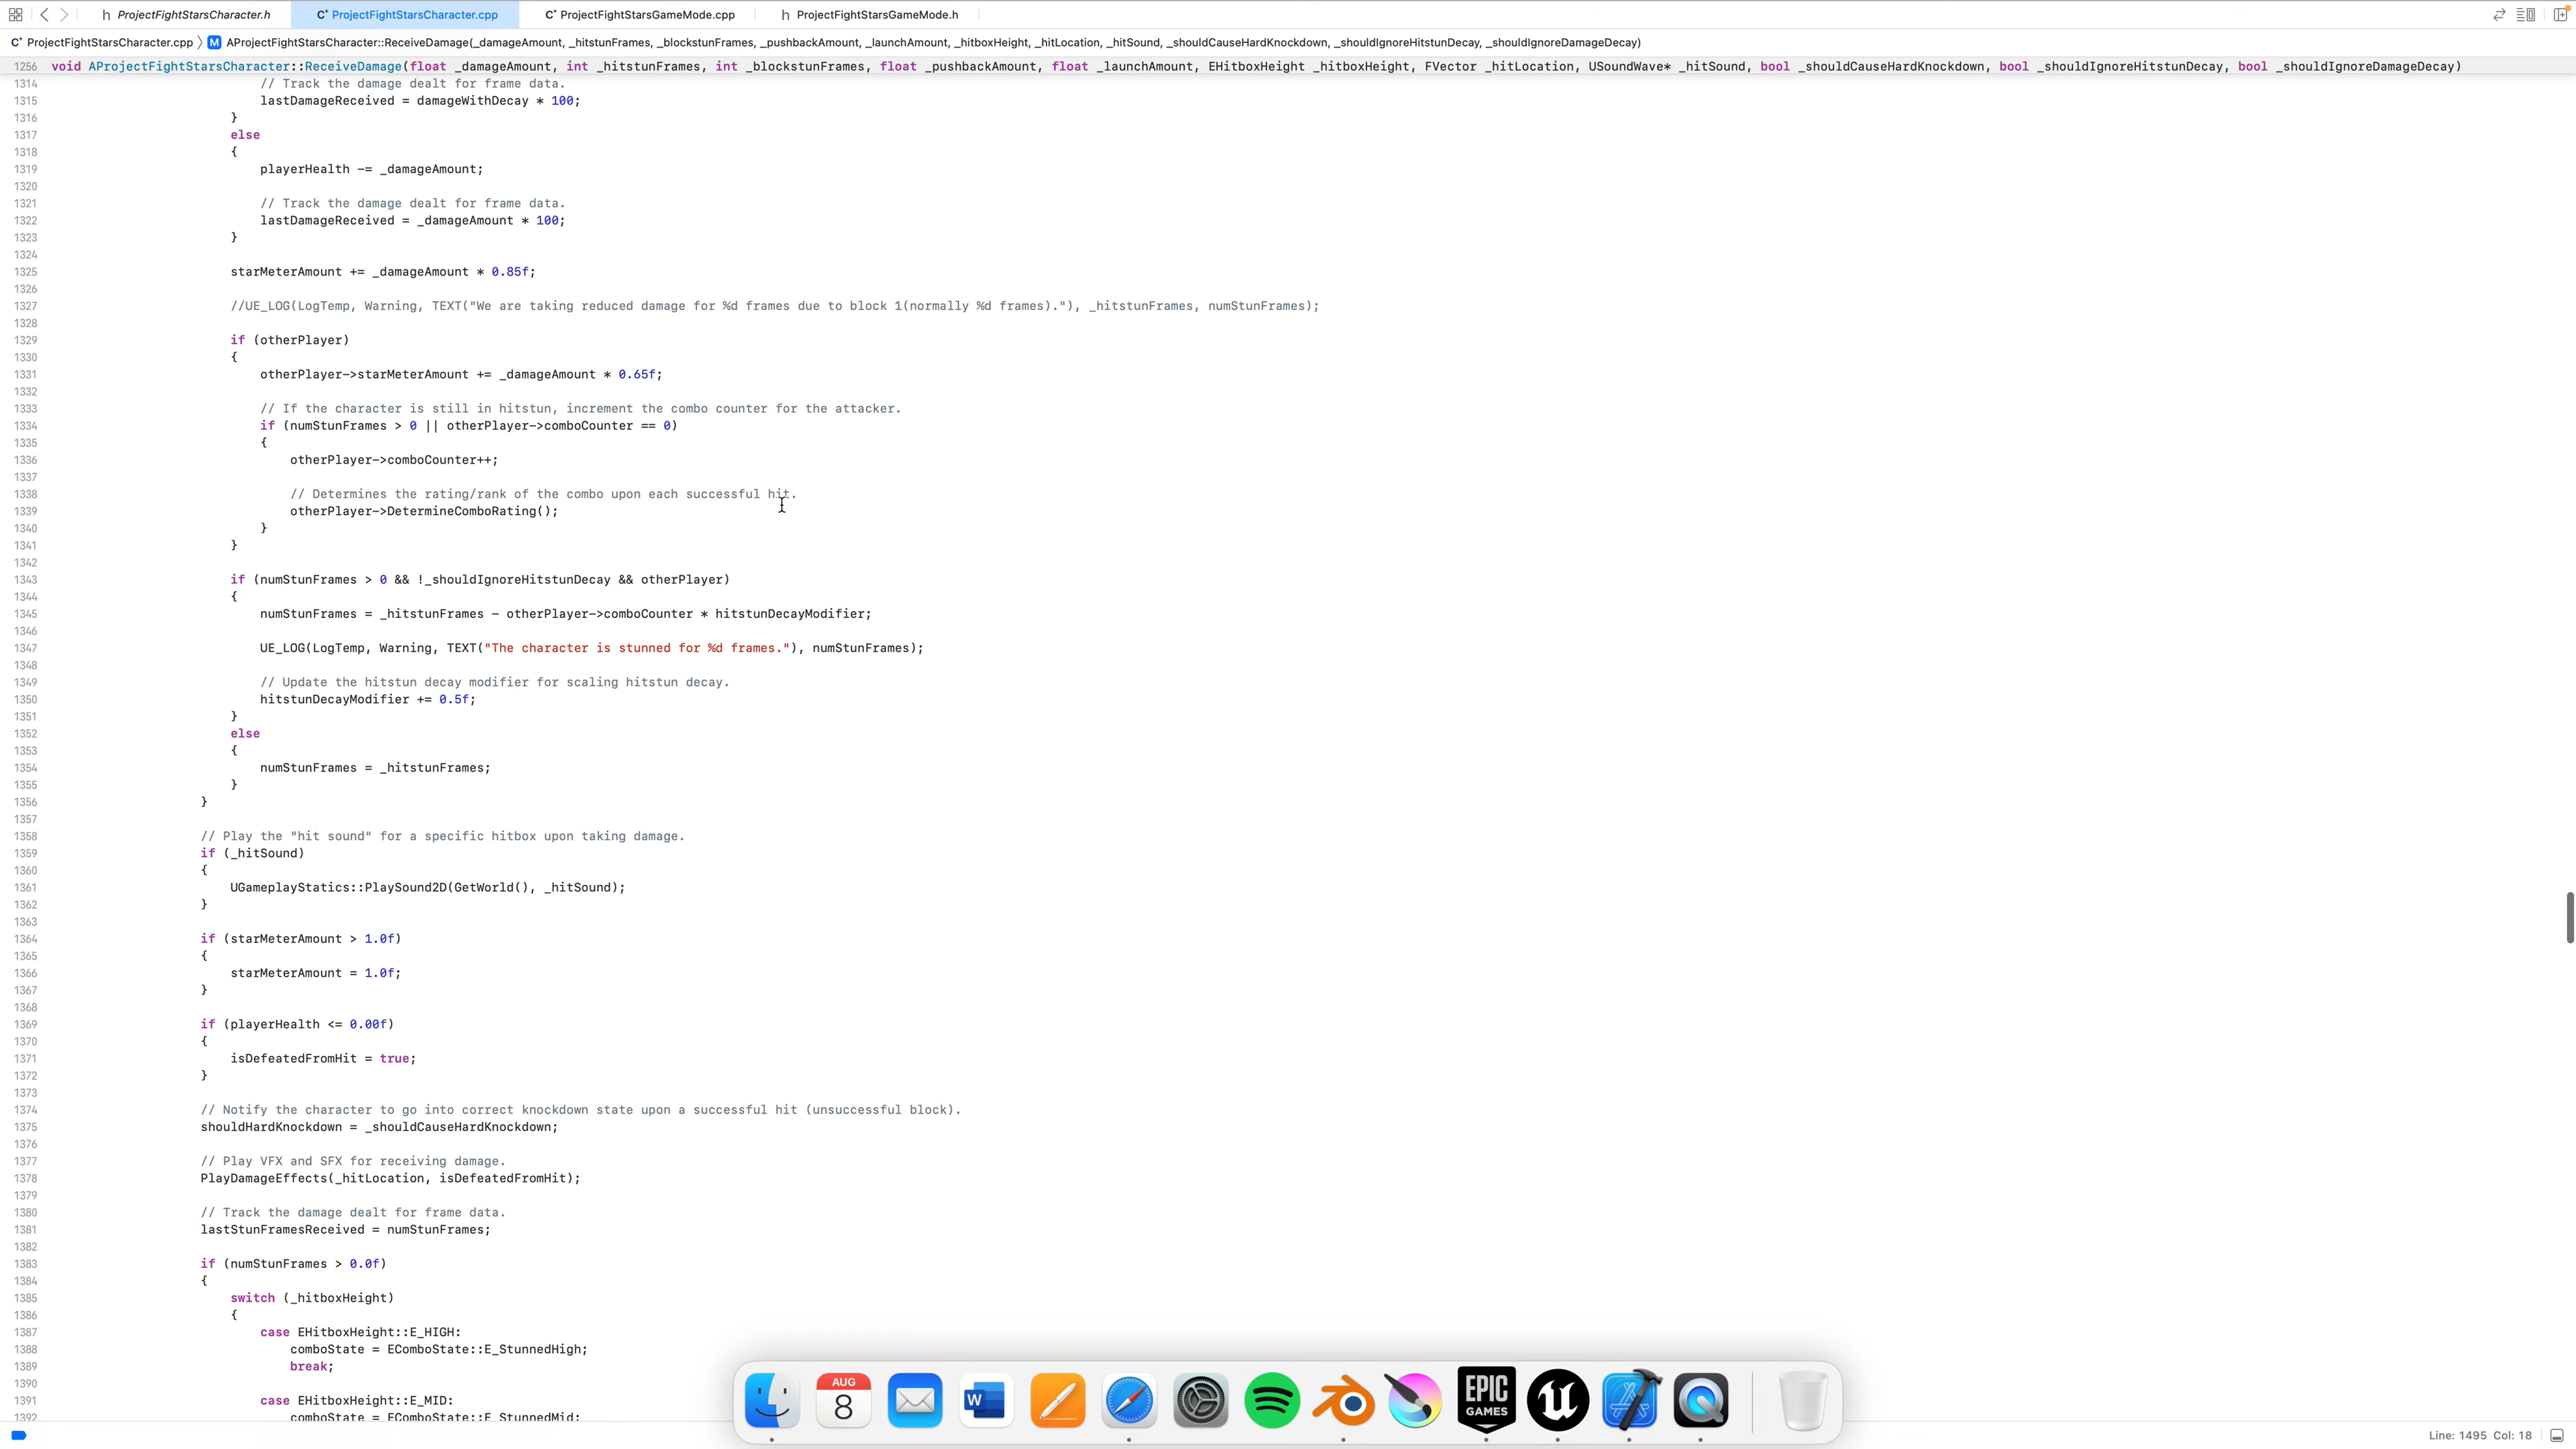 ProjectFightStarsCharacter.h
ProjectFightStarsCharacter.cpp
ProjectFightStarsGameMode.cpp
ProjectFightStarsGameMode.h
ProjectFightStarsCharacter.cpp 〉 M AProjectFightStarsCharacter::ReceiveDamage(_damageAmount, _hitstunFrames, _blockstunFrames, _pushbackAmount, _launchAmount, _hitboxHeight, _hitLocation, _hitSound, _shouldCauseHardKnockdown, _shouldIgnoreHitstunDecay, _shouldIgnoreDamageDecay)
1256 void AProjectFightStarsCharacter::ReceiveDamage(float _damageAmount, int _hitstunFrames, int _blockstunFrames, float _pushbackAmount, float _launchAmount, EHitboxHeight _hitboxHeight, FVector _hitLocation, USoundWave* _hitSound, bool _shouldCauseHardKnockdown, bool _shouldIgnoreHitstunDecay, bool _shouldIgnoreDamageDecay)
1314 // Track the damage dealt for frame data.
1315 lastDamageReceived = damageWithDecay * 100;
1316 }
1317 else
1318 {
1319 playerHealth -= _damageAmount;
1320
1321 // Track the damage dealt for frame data.
1322 lastDamageReceived = _damageAmount * 100;
1323 }
1324
1325 starMeterAmount += _damageAmount * 0.85f;
1326
1327 //UE_LOG(LogTemp, Warning, TEXT("We are taking reduced damage for %d frames due to block 1(normally %d frames)."), _hitstunFrames, numStunFrames);
1328
1329 if (otherPlayer)
1330 {
1331 otherPlayer->starMeterAmount += _damageAmount * 0.65f;
1332
1333 // If the character is still in hitstun, increment the combo counter for the attacker.
1334 if (numStunFrames > 0 || otherPlayer->comboCounter == 0)
1335 {
1336 otherPlayer->comboCounter++;
1337
1338 // Determines the rating/rank of the combo upon each successful hit.
1339 otherPlayer->DetermineComboRating();
1340 }
1341 }
1342
1343 if (numStunFrames > 0 && !_shouldIgnoreHitstunDecay && otherPlayer)
1344 {
1345 numStunFrames = _hitstunFrames - otherPlayer->comboCounter * hitstunDecayModifier;
1346
1347 UE_LOG(LogTemp, Warning, TEXT("The character is stunned for %d frames."), numStunFrames);
1348
1349 // Update the hitstun decay modifier for scaling hitstun decay.
1350 hitstunDecayModifier += 0.5f;
1351 }
1352 else
1353 {
1354 numStunFrames = _hitstunFrames;
1355 }
1356 }
1357
1358 // Play the "hit sound" for a specific hitbox upon taking damage.
1359 if (_hitSound)
1360 {
1361 UGameplayStatics::PlaySound2D(GetWorld(), _hitSound);
1362 }
1363
1364 if (starMeterAmount > 1.0f)
1365 {
1366 starMeterAmount = 1.0f;
1367 }
1368
1369 if (playerHealth <= 0.00f)
1370 {
1371 isDefeatedFromHit = true;
1372 }
1373
1374 // Notify the character to go into correct knockdown state upon a successful hit (unsuccessful block).
1375 shouldHardKnockdown = _shouldCauseHardKnockdown;
1376
1377 // Play VFX and SFX for receiving damage.
1378 PlayDamageEffects(_hitLocation, isDefeatedFromHit);
1379
1380 // Track the damage dealt for frame data.
1381 lastStunFramesReceived = numStunFrames;
1382
1383 if (numStunFrames > 0.0f)
1384 {
1385 switch (_hitboxHeight)
1386 {
1387 case EHitboxHeight::E_HIGH:
1388 comboState = EComboState::E_StunnedHigh;
1389 break;
1390
1391 case EHitboxHeight::E_MID:
1392 comboState = EComboState::E_StunnedMid;
AUG
8
W
EPIC
GAMES
Line: 1495 Col: 18